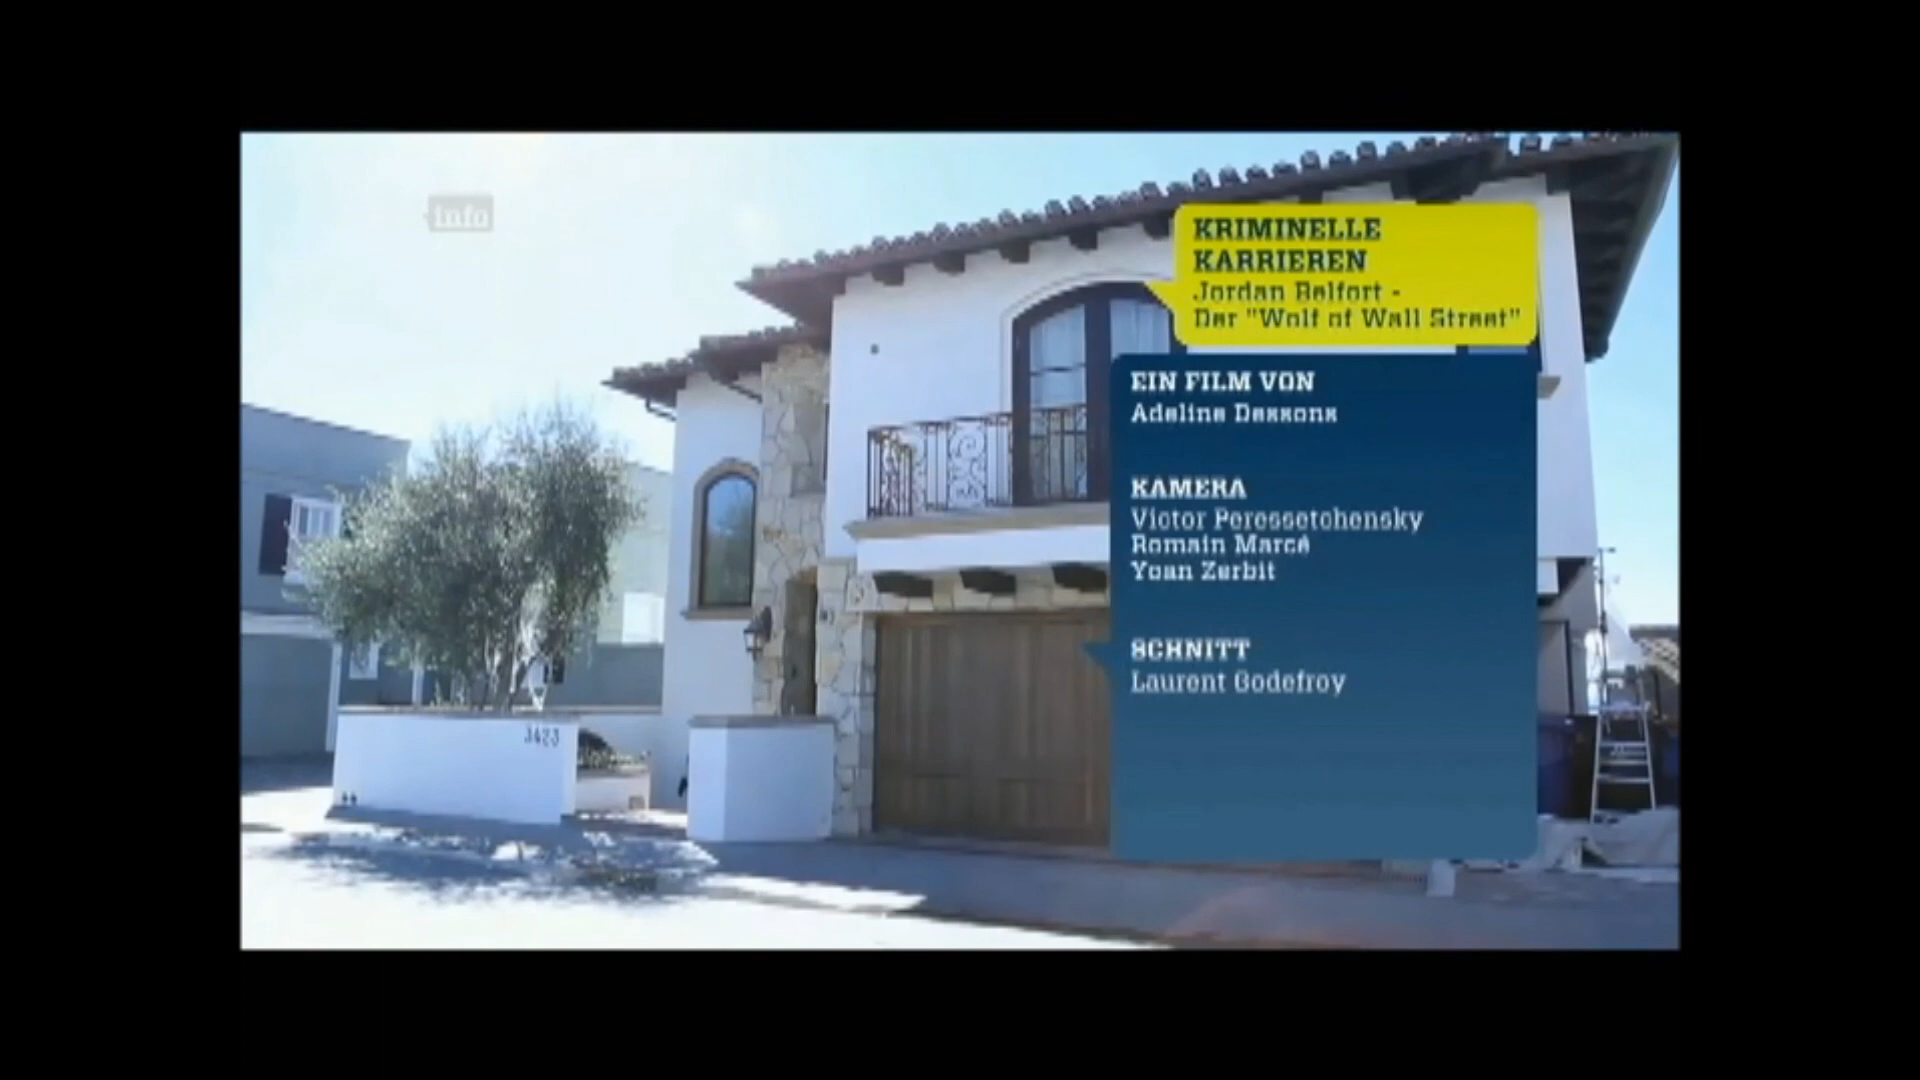 info
KRIMINELLE
KARRIEREN
Jordan Belfort -
Der "Wolf of Wall Street"
EIN FILM VON
Adeline Dessons
KAMERA
Victor Peressetchensky
Romain Marcé
Yoan Zerbit
SCHNITT
Laurent Godefroy
3423